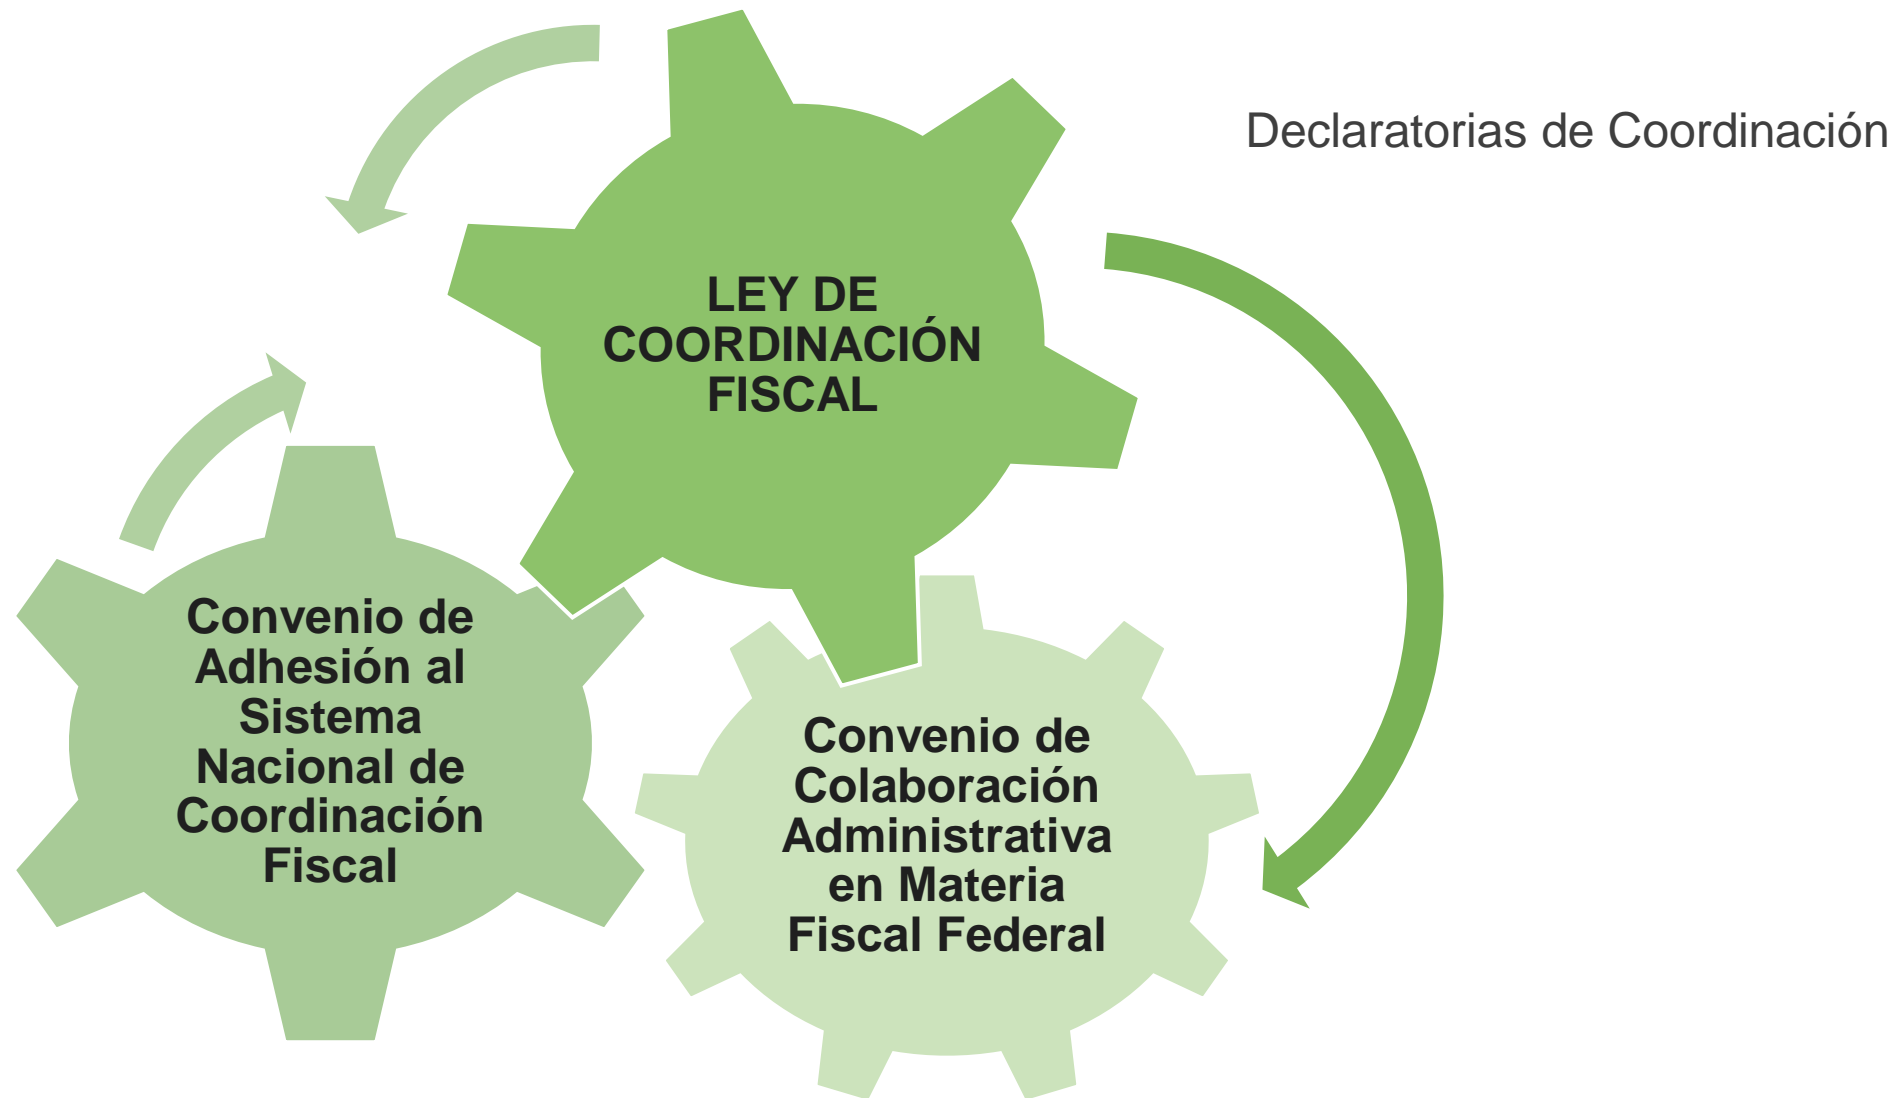 Declaratorias de Coordinación
LEY DE
COORDINACIÓN
FISCAL
Convenio de
Adhesión al
Sistema
Nacional de
Coordinación
Fiscal
Convenio de
Colaboración
Administrativa
en Materia
Fiscal Federal